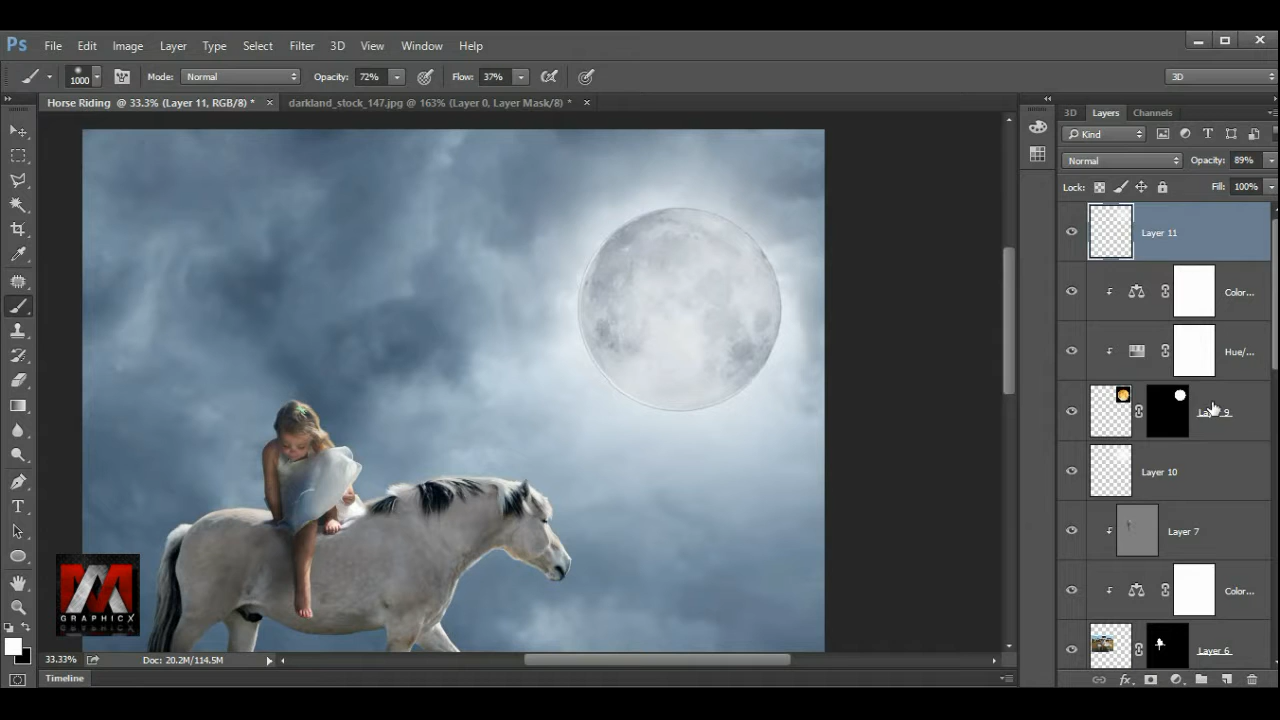 Ps File Edit Image Layer Type Select Filter 3D View Window Help
1000 Mode: Normal Opacity: 72% Flow: 37% 3D
Horse Riding @ 33.3% (Layer 11, RGB/8) * × darkland_stock_147.jpg @ 163% (Layer 0, Layer Mask/8) * ×
3D Layers Channels
Kind
Normal Opacity: 89%
Lock: Fill: 100%
Layer 11
Color...
Hue/...
Layer 9
Layer 10
Layer 7
Color...
Layer 6
GRAPHICX
33.33% Doc: 20.2M/114.5M
Timeline